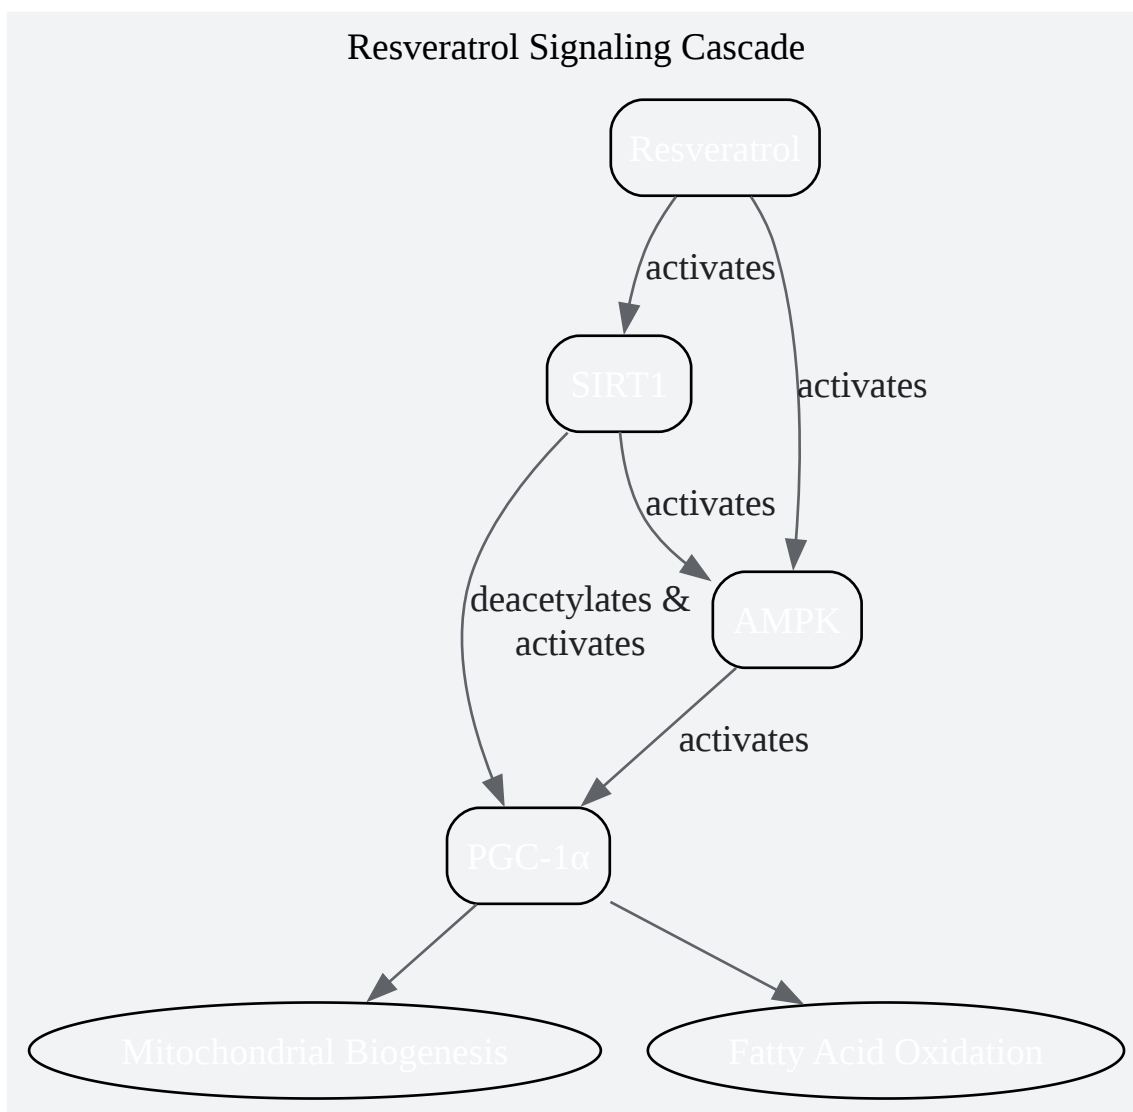 Resveratrol Signaling Cascade
Resveratrol
activates
SIRT1
activates
activates
deacetylates &
activates
AMPK
activates
PGC-1α
Mitochondrial Biogenesis
Fatty Acid Oxidation